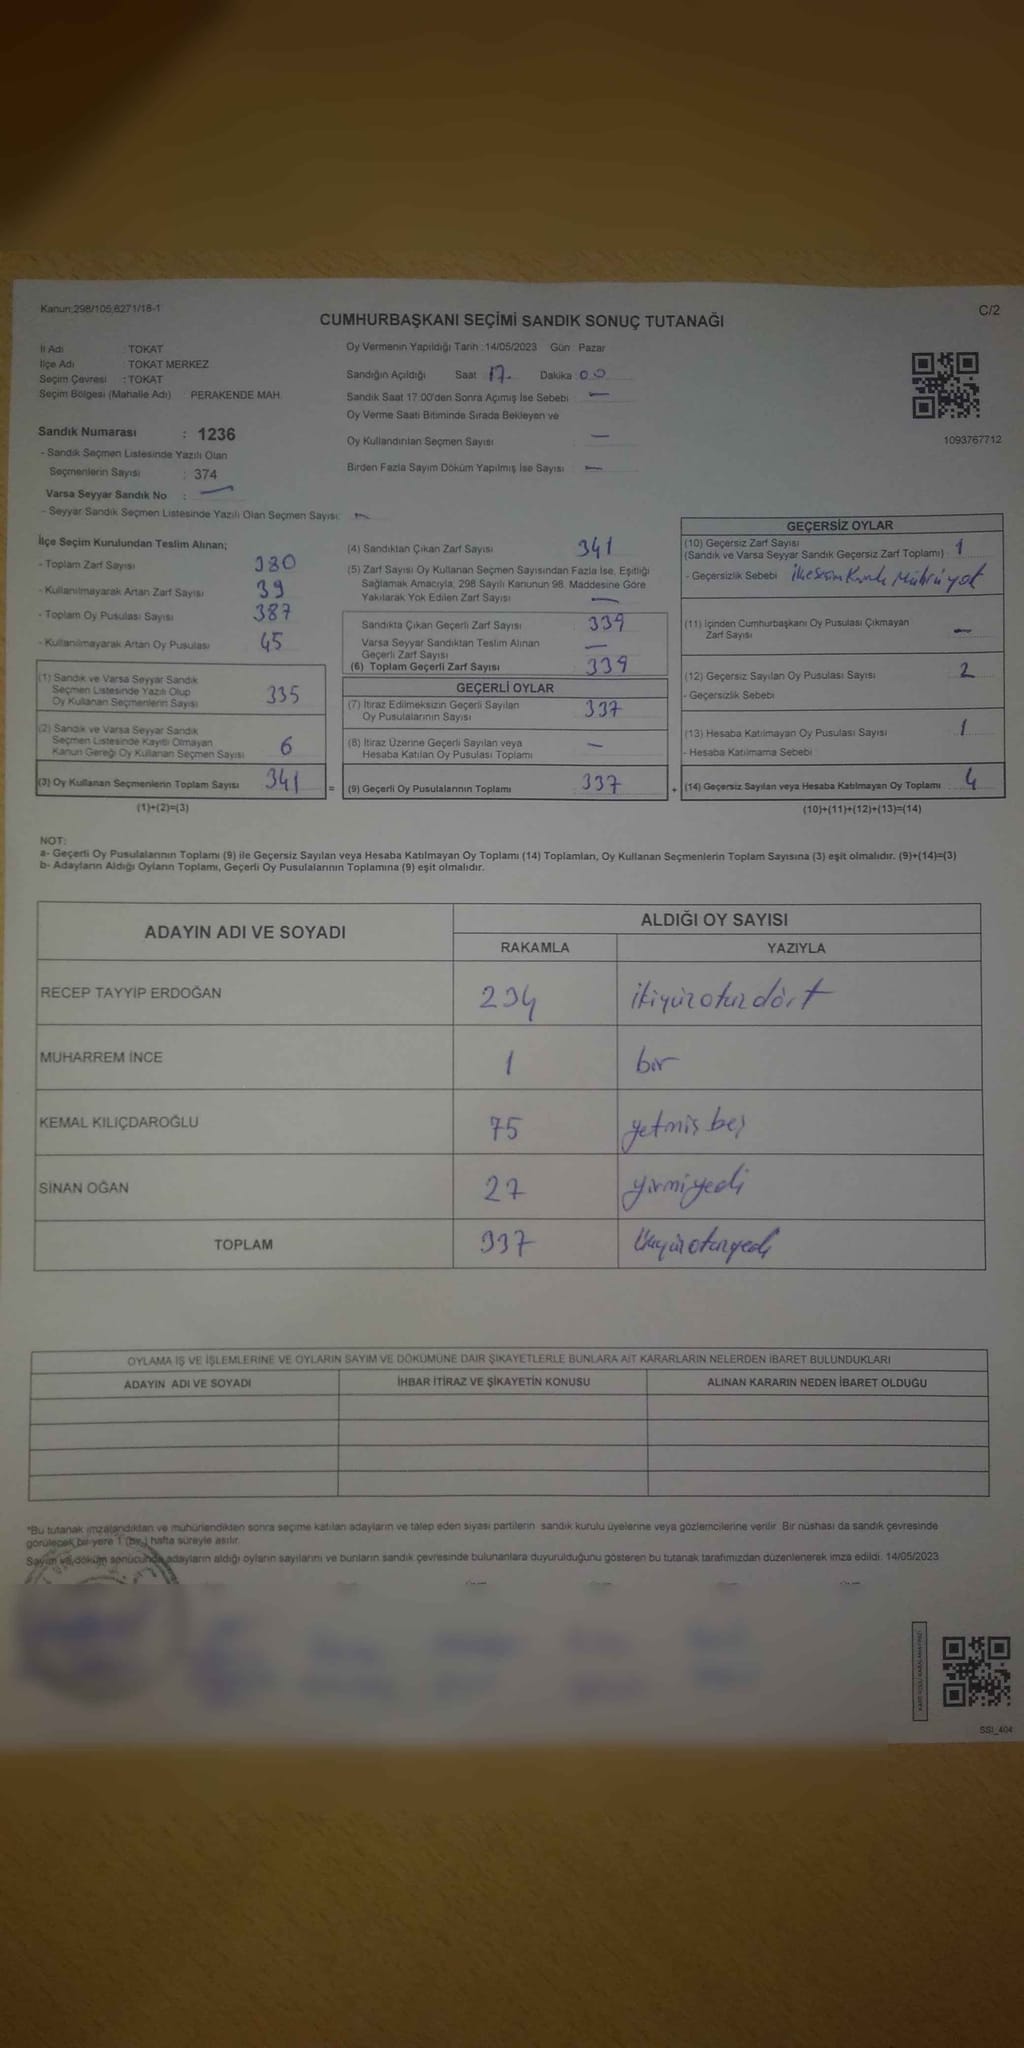 Kanun:298/105,6271/18-1
C/2
CUMHURBAŞKANI SEÇİMİ SANDIK SONUÇ TUTANAĞI
İl Adı : TOKAT
İlçe Adı : TOKAT MERKEZ
Seçim Çevresi : TOKAT
Seçim Bölgesi (Mahalle Adı) : PERAKENDE MAH.
Sandık Numarası : 1236
- Sandık Seçmen Listesinde Yazılı Olan
Seçmenlerin Sayısı : 374
Varsa Seyyar Sandık No : —
- Seyyar Sandık Seçmen Listesinde Yazılı Olan Seçmen Sayısı: —
Oy Vermenin Yapıldığı Tarih :14/05/2023 Gün Pazar
Sandığın Açıldığı Saat 17. Dakika 00
Sandık Saat 17:00'den Sonra Açımış İse Sebebi —
Oy Verme Saati Bitiminde Sırada Bekleyen ve
Oy Kullandırılan Seçmen Sayısı —
Birden Fazla Sayım Döküm Yapılmış İse Sayısı —
1093767712
İlçe Seçim Kurulundan Teslim Alınan;
- Toplam Zarf Sayısı 380
- Kullanılmayarak Artan Zarf Sayısı 39
- Toplam Oy Pusulası Sayısı 387
- Kullanılmayarak Artan Oy Pusulası 45
(1) Sandık ve Varsa Seyyar Sandık
Seçmen Listesinde Yazılı Olup
Oy Kullanan Seçmenlerin Sayısı 335
(2) Sandık ve Varsa Seyyar Sandık
Seçmen Listesinde Kayıtlı Olmayan
Kanun Gereği Oy Kullanan Seçmen Sayısı 6
(3) Oy Kullanan Seçmenlerin Toplam Sayısı 341 =
(1)+(2)=(3)
(4) Sandıktan Çıkan Zarf Sayısı 341
(5) Zarf Sayısı Oy Kullanan Seçmen Sayısından Fazla İse, Eşitliği
Sağlamak Amacıyla, 298 Sayılı Kanunun 98. Maddesine Göre
Yakılarak Yok Edilen Zarf Sayısı —
Sandıkta Çıkan Geçerli Zarf Sayısı 339
Varsa Seyyar Sandıktan Teslim Alınan
Geçerli Zarf Sayısı —
(6) Toplam Geçerli Zarf Sayısı 339
GEÇERLİ OYLAR
(7) İtiraz Edilmeksizin Geçerli Sayılan
Oy Pusulalarının Sayısı 337
(8) İtiraz Üzerine Geçerli Sayılan veya
Hesaba Katılan Oy Pusulası Toplamı —
(9) Geçerli Oy Pusulalarının Toplamı 337 +
GEÇERSİZ OYLAR
(10) Geçersiz Zarf Sayısı
(Sandık ve Varsa Seyyar Sandık Geçersiz Zarf Toplamı) 1
- Geçersizlik Sebebi ilçe seçim Kurulu Mührü yok
(11) İçinden Cumhurbaşkanı Oy Pusulası Çıkmayan
Zarf Sayısı —
(12) Geçersiz Sayılan Oy Pusulası Sayısı 2
- Geçersizlik Sebebi
(13) Hesaba Katılmayan Oy Pusulası Sayısı 1
- Hesaba Katılmama Sebebi
(14) Geçersiz Sayılan veya Hesaba Katılmayan Oy Toplamı 4
(10)+(11)+(12)+(13)=(14)
NOT:
a- Geçerli Oy Pusulalarının Toplamı (9) ile Geçersiz Sayılan veya Hesaba Katılmayan Oy Toplamı (14) Toplamları, Oy Kullanan Seçmenlerin Toplam Sayısına (3) eşit olmalıdır. (9)+(14)=(3)
b- Adayların Aldığı Oyların Toplamı, Geçerli Oy Pusulalarının Toplamına (9) eşit olmalıdır.
ADAYIN ADI VE SOYADI ALDIĞI OY SAYISI
RAKAMLA YAZIYLA
RECEP TAYYİP ERDOĞAN 234 ikiyüzotuzdört
MUHARREM İNCE 1 bir
KEMAL KILIÇDAROĞLU 75 yetmişbeş
SİNAN OĞAN 27 yirmiyedi
TOPLAM 337 üçyüzotuzyedi
OYLAMA İŞ VE İŞLEMLERİNE VE OYLARIN SAYIM VE DÖKÜMÜNE DAİR ŞİKAYETLERLE BUNLARA AİT KARARLARIN NELERDEN İBARET BULUNDUKLARI
ADAYIN ADI VE SOYADI İHBAR İTİRAZ VE ŞİKAYETİN KONUSU ALINAN KARARIN NEDEN İBARET OLDUĞU
*Bu tutanak imzalandıktan ve mühürlendikten sonra seçime katılan adayların ve talep eden siyasi partilerin sandık kurulu üyelerine veya gözlemcilerine verilir. Bir nüshası da sandık çevresinde
görülecek bir yere 1 (bir) hafta süreyle asılır.
Sayım ve döküm sonucunda adayların aldığı oyların sayılarını ve bunların sandık çevresinde bulunanlara duyurulduğunu gösteren bu tutanak tarafımızdan düzenlenerek imza edildi. 14/05/2023
SSİ_404